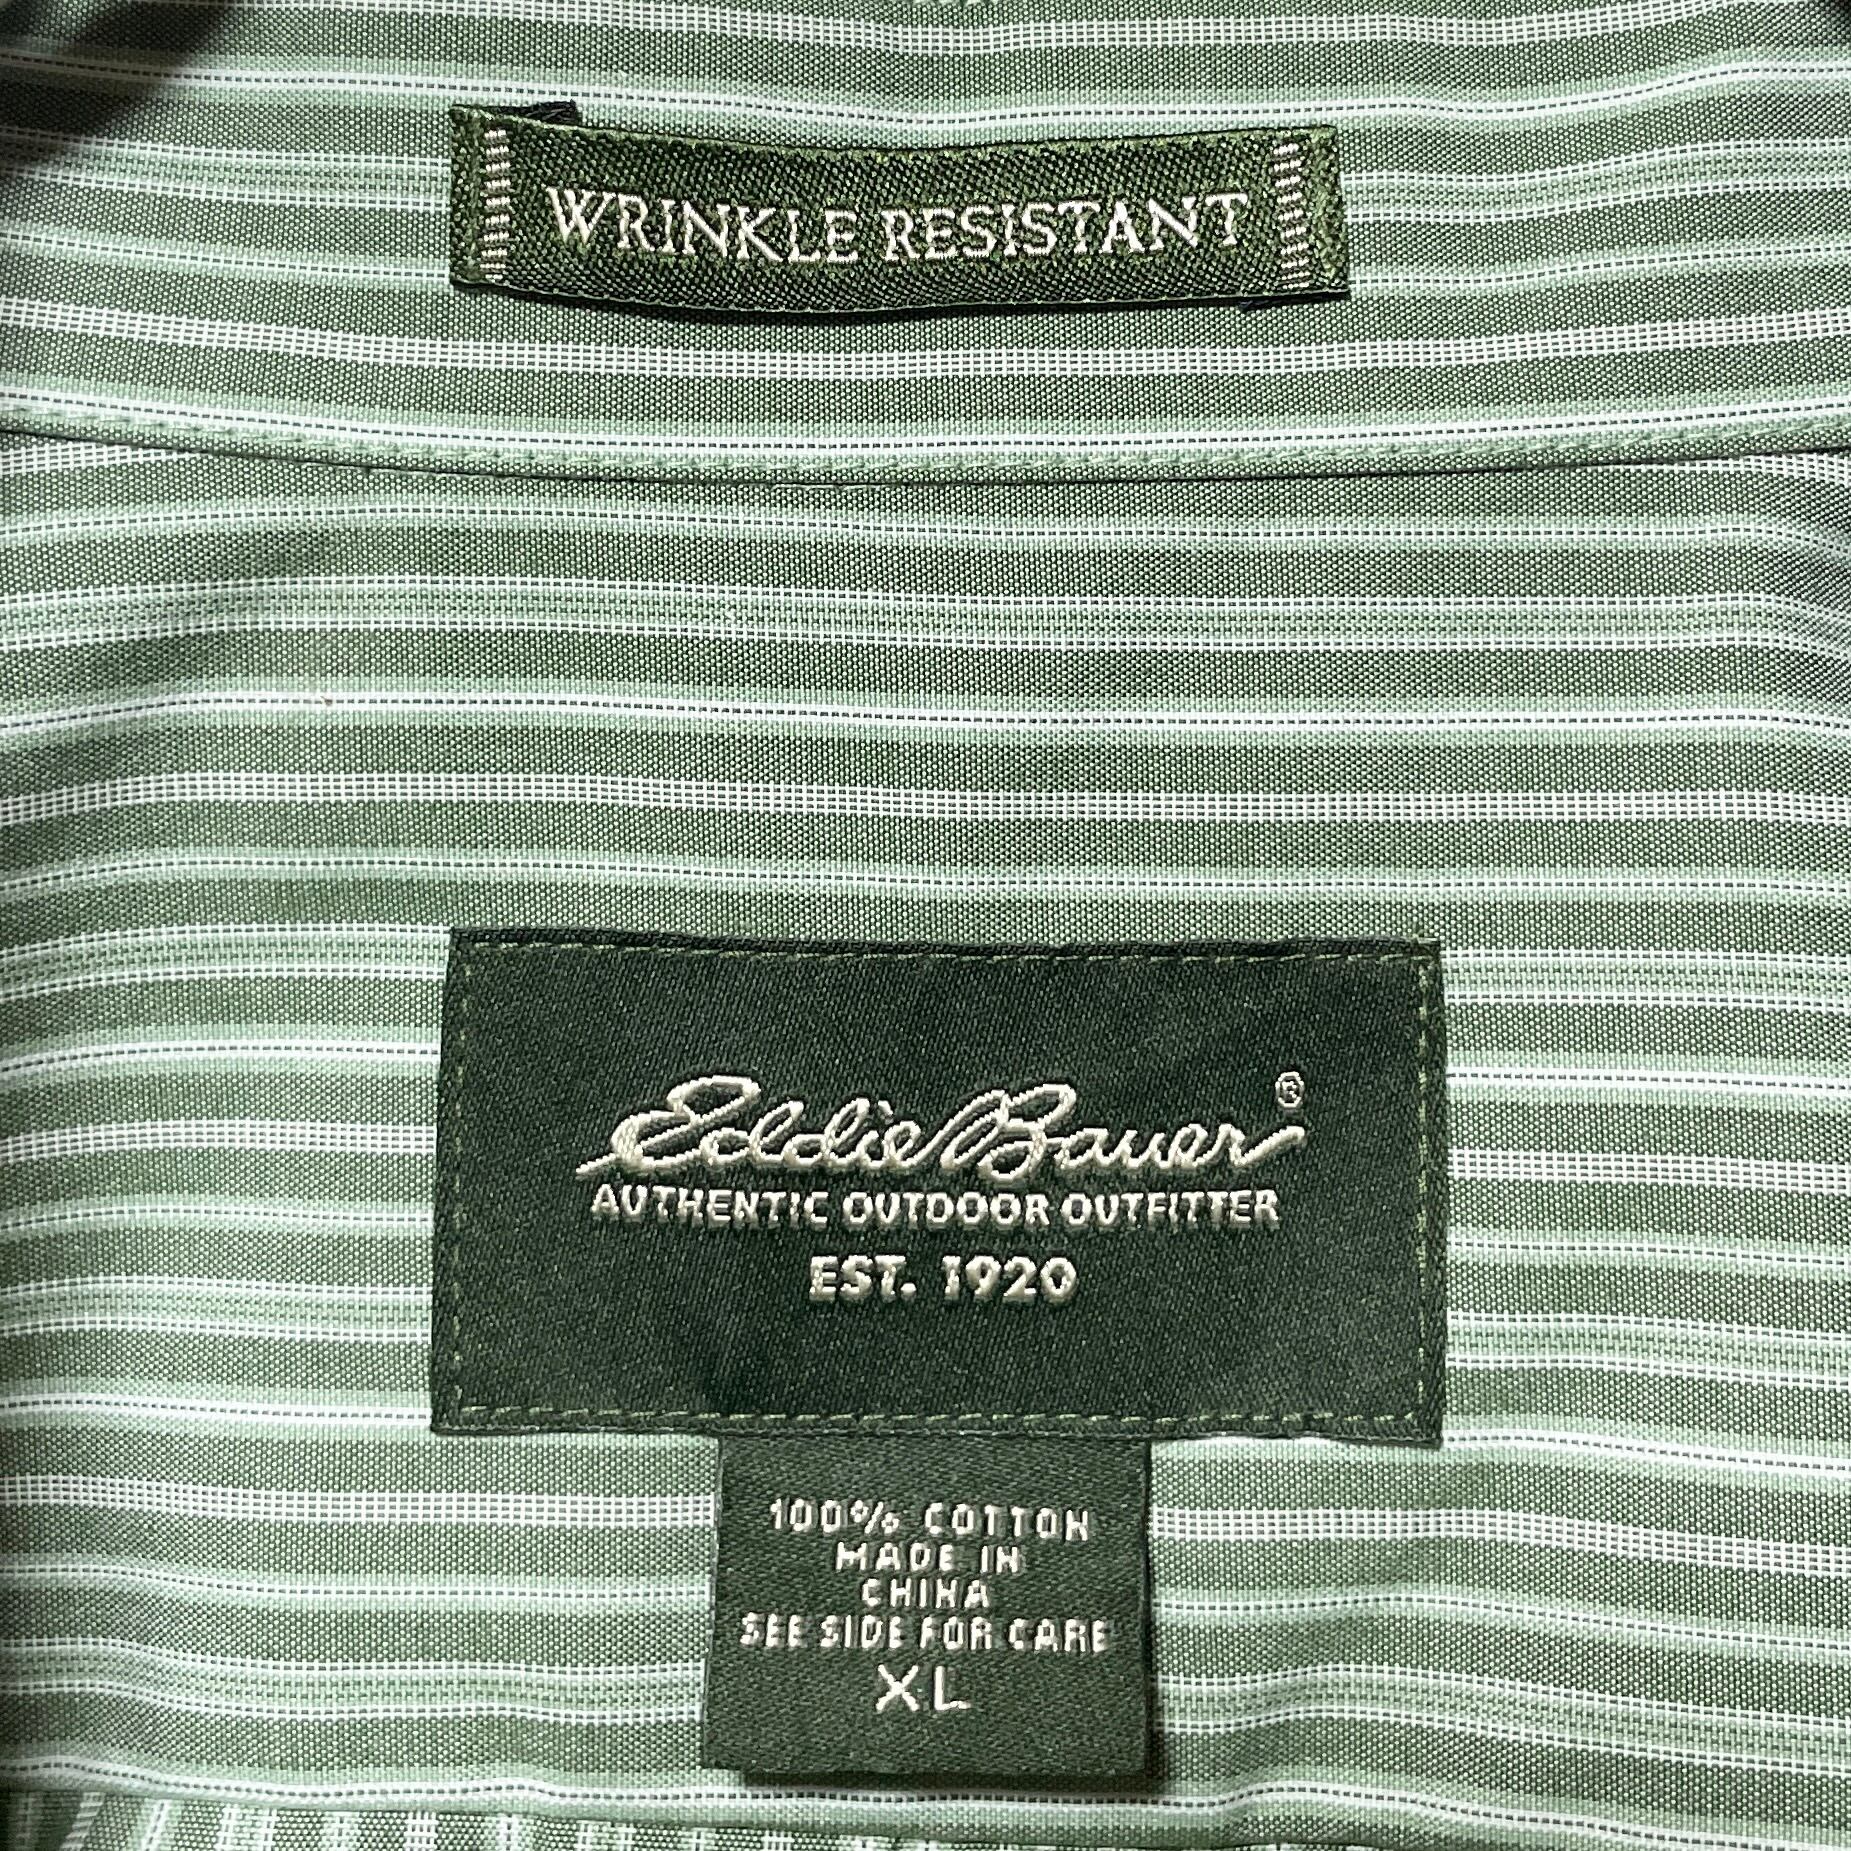 WRINKLE RESISTANT
Eddie Bauer®
AUTHENTIC OUTDOOR OUTFITTER
EST. 1920
100% COTTON
MADE IN
CHINA
SEE SIDE FOR CARE
XL